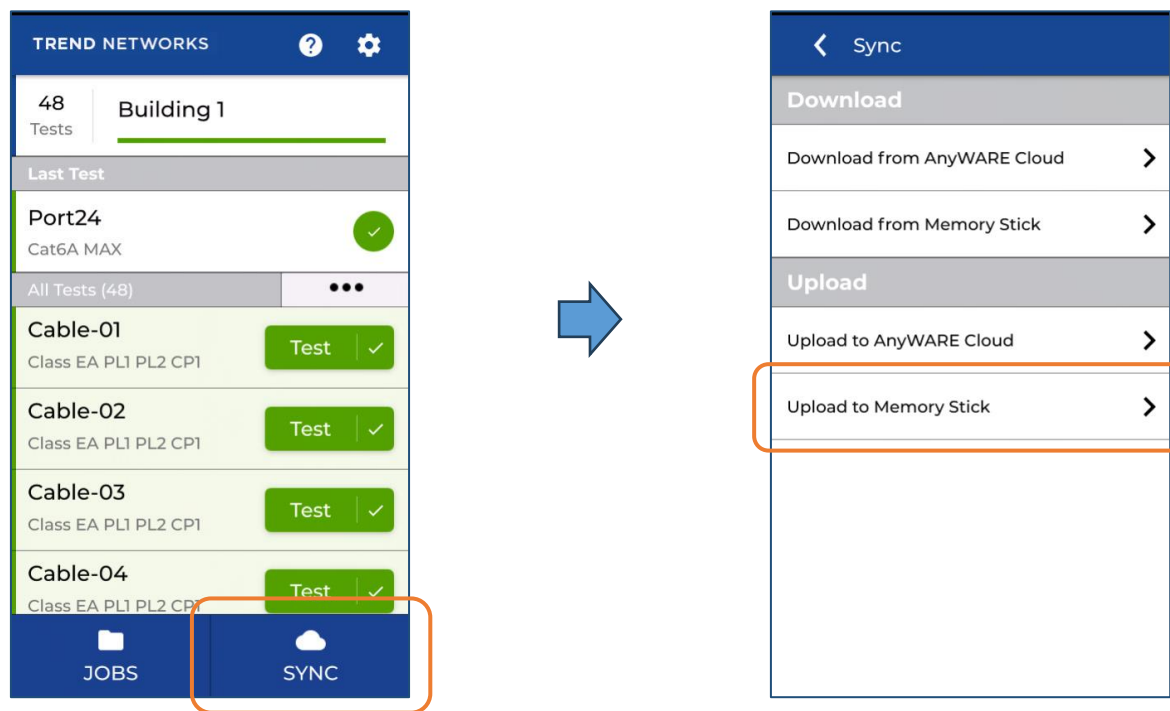 TREND NETWORKS
48
Tests
Building 1
Last Test
Port24
Cat6A MAX
All Tests (48)
Cable-01
Class EA PL1 PL2 CP1
Test
Cable-02
Class EA PL1 PL2 CP1
Test
Cable-03
Class EA PL1 PL2 CP1
Test
Cable-04
Class EA PL1 PL2 CP1
Test
JOBS
SYNC
Sync
Download
Download from AnyWARE Cloud
Download from Memory Stick
Upload
Upload to AnyWARE Cloud
Upload to Memory Stick